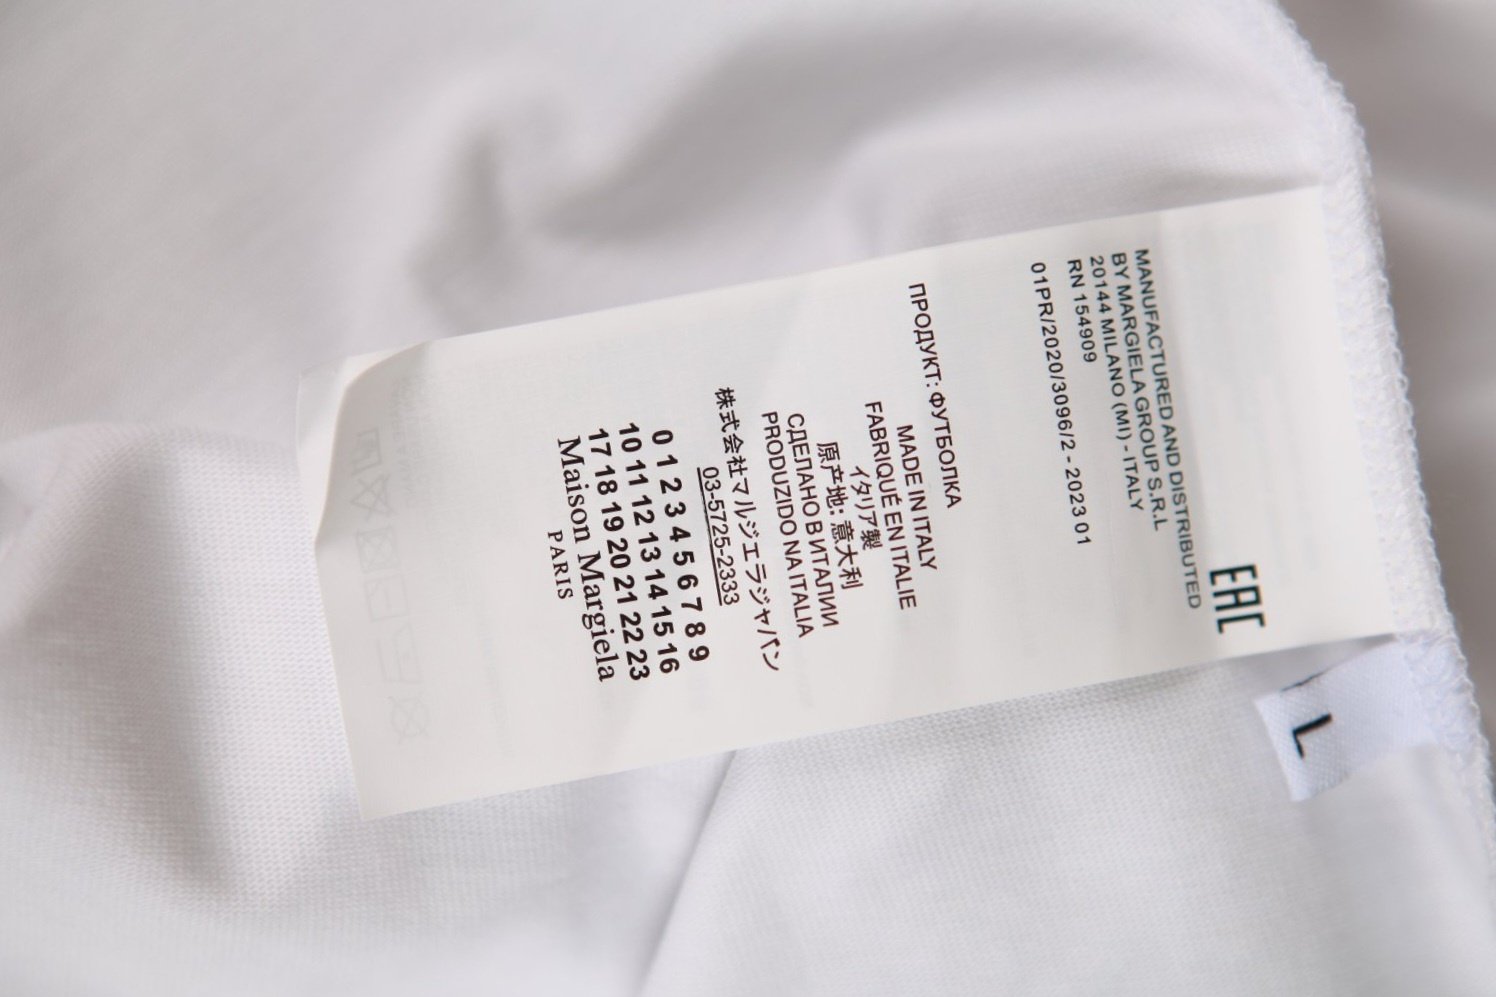 MANUFACTURED AND DISTRIBUTED
BY MARGIELA GROUP S.R.L
20144 MILANO (MI) - ITALY
RN 154909
01PR/2020/3096/2 - 2023 01
EAC
ПРОДУКТ: ФУТБОЛКА
MADE IN ITALY
FABRIQUÉ EN ITALIE
イタリア製
原产地: 意大利
СДЕЛАНО В ИТАЛИИ
PRODUZIDO NA ITALIA
株式会社マルジエラジャパン
03-5725-2333
0 1 2 3 4 5 6 7 8 9
10 11 12 13 14 15 16
17 18 19 20 21 22 23
Maison Margiela
PARIS
L